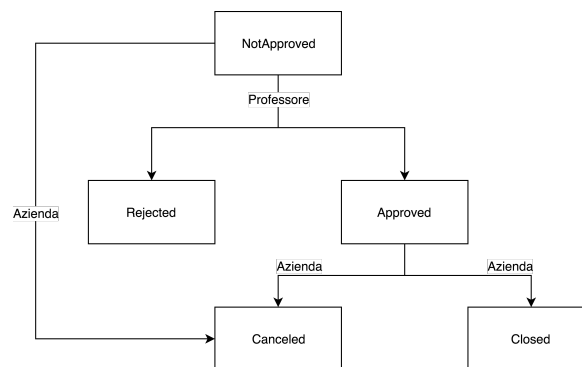 NotApproved
Professore
Rejected
Approved
Azienda
Azienda
Azienda
Canceled
Closed